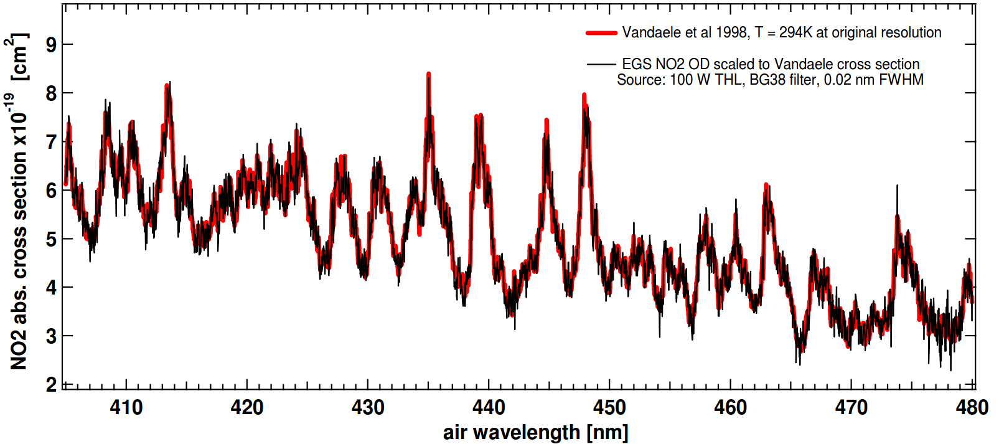 Vandaele et al 1998, T = 294K at original resolution
EGS NO2 OD scaled to Vandaele cross section
Source: 100 W THL, BG38 filter, 0.02 nm FWHM
NO2 abs. cross section x10⁻¹⁹ [cm²]
9
8
7
6
5
4
3
2
410 420 430 440 450 460 470 480
air wavelength [nm]